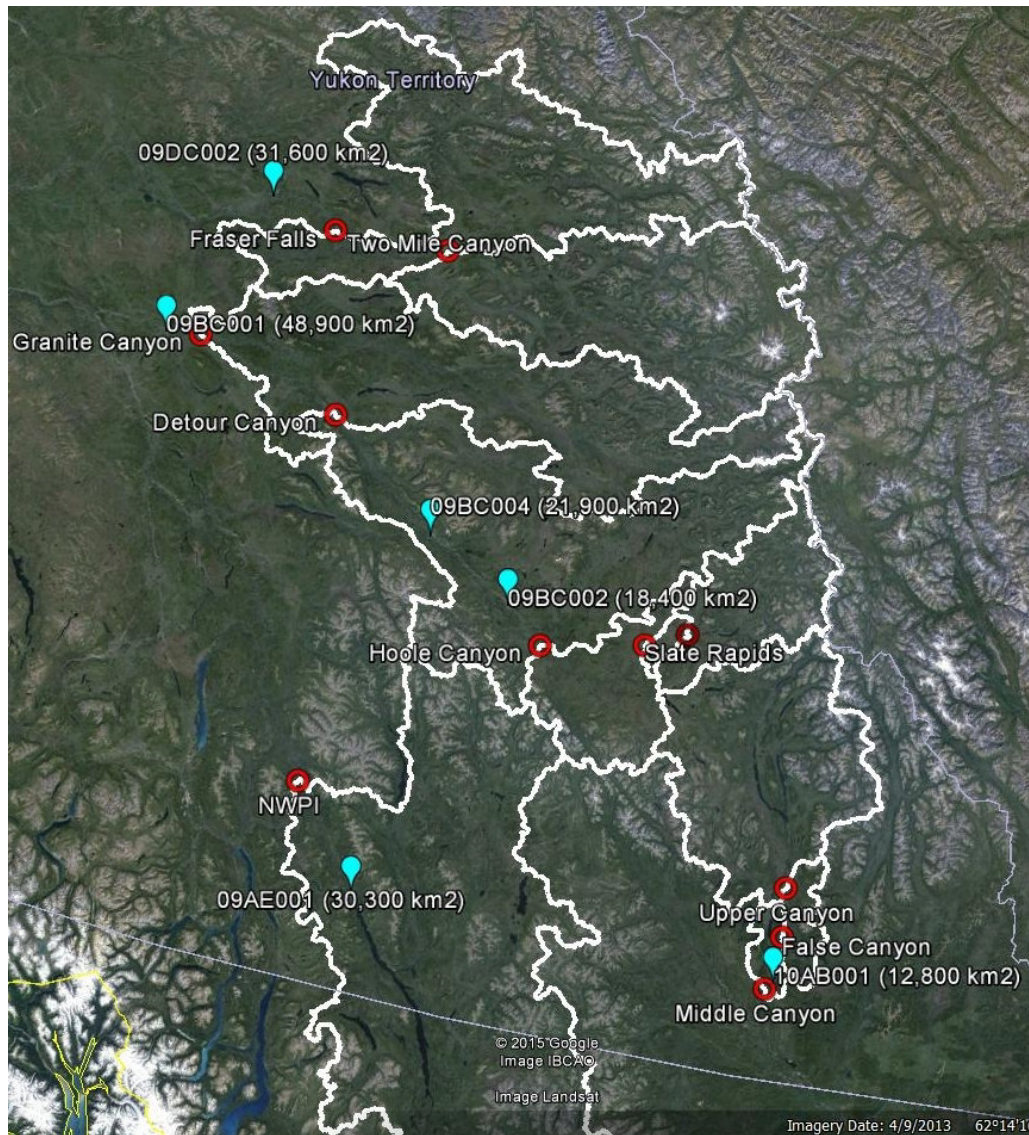 Yukon Territory
09DC002 (31,600 km2)
Fraser Falls
Two Mile Canyon
09BC001 (48,900 km2)
Granite Canyon
Detour Canyon
09BC004 (21,900 km2)
09BC002 (18,400 km2)
Hoole Canyon
Slate Rapids
NWPI
09AE001 (30,300 km2)
Upper Canyon
False Canyon
10AB001 (12,800 km2)
Middle Canyon
© 2015 Google
Image IBCAO
Image Landsat
Imagery Date: 4/9/2013 62°14'1